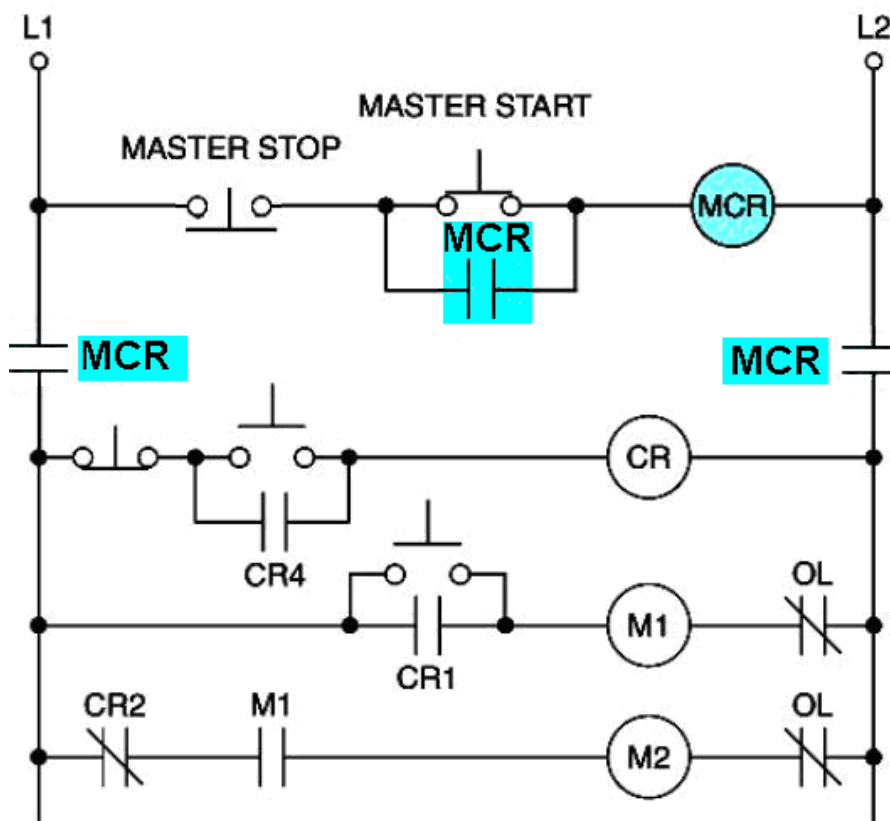 L1
L2
MASTER START
MASTER STOP
MCR
MCR
MCR
MCR
CR
CR4
OL
M1
CR1
CR2
M1
OL
M2